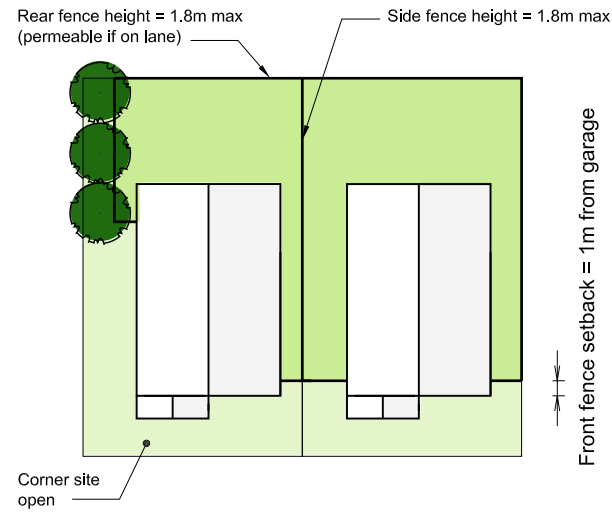 Rear fence height = 1.8m max
(permeable if on lane)
Side fence height = 1.8m max
Front fence setback = 1m from garage
Corner site
open